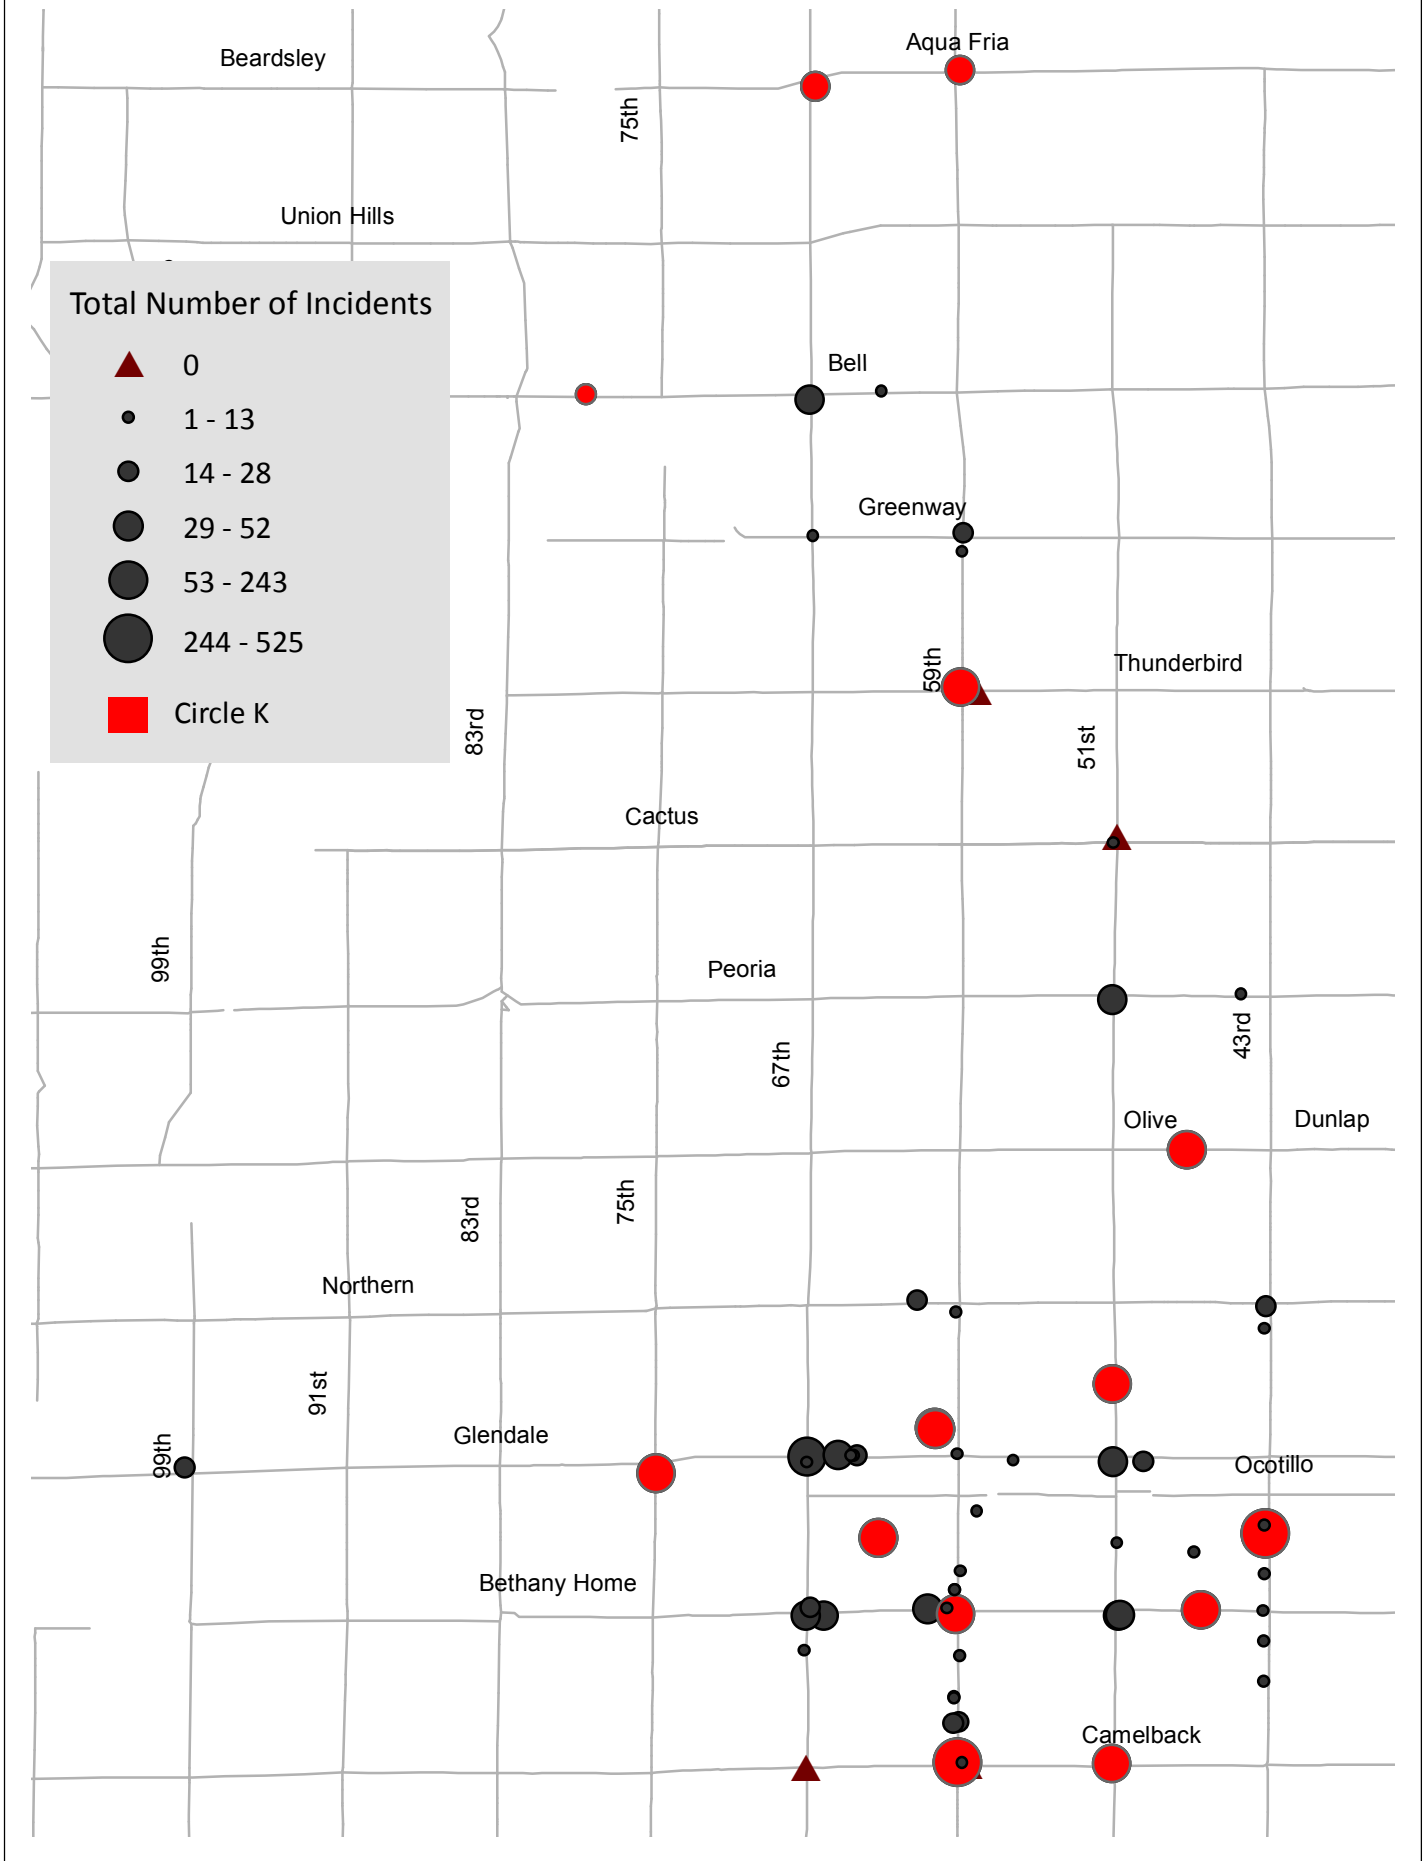 Aqua Fria
Beardsley
75th
Union Hills
Total Number of Incidents
0
1 - 13
14 - 28
29 - 52
53 - 243
244 - 525
Circle K
Bell
Greenway
59th
Thunderbird
83rd
51st
Cactus
99th
Peoria
67th
43rd
Olive
Dunlap
75th
83rd
Northern
91st
Glendale
99th
Ocotillo
Bethany Home
Camelback